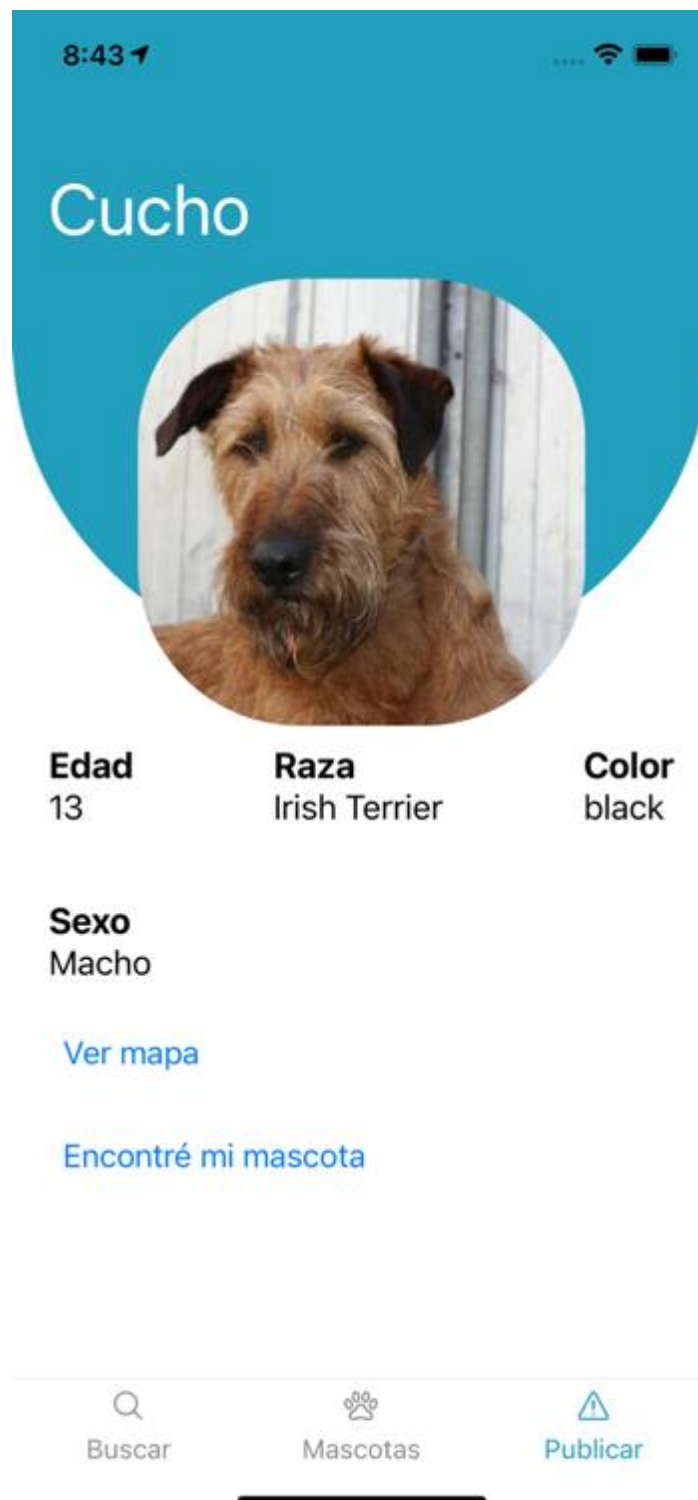 8:43
Cucho
Edad Raza Color
13 Irish Terrier black
Sexo
Macho
Ver mapa
Encontré mi mascota
Buscar Mascotas Publicar